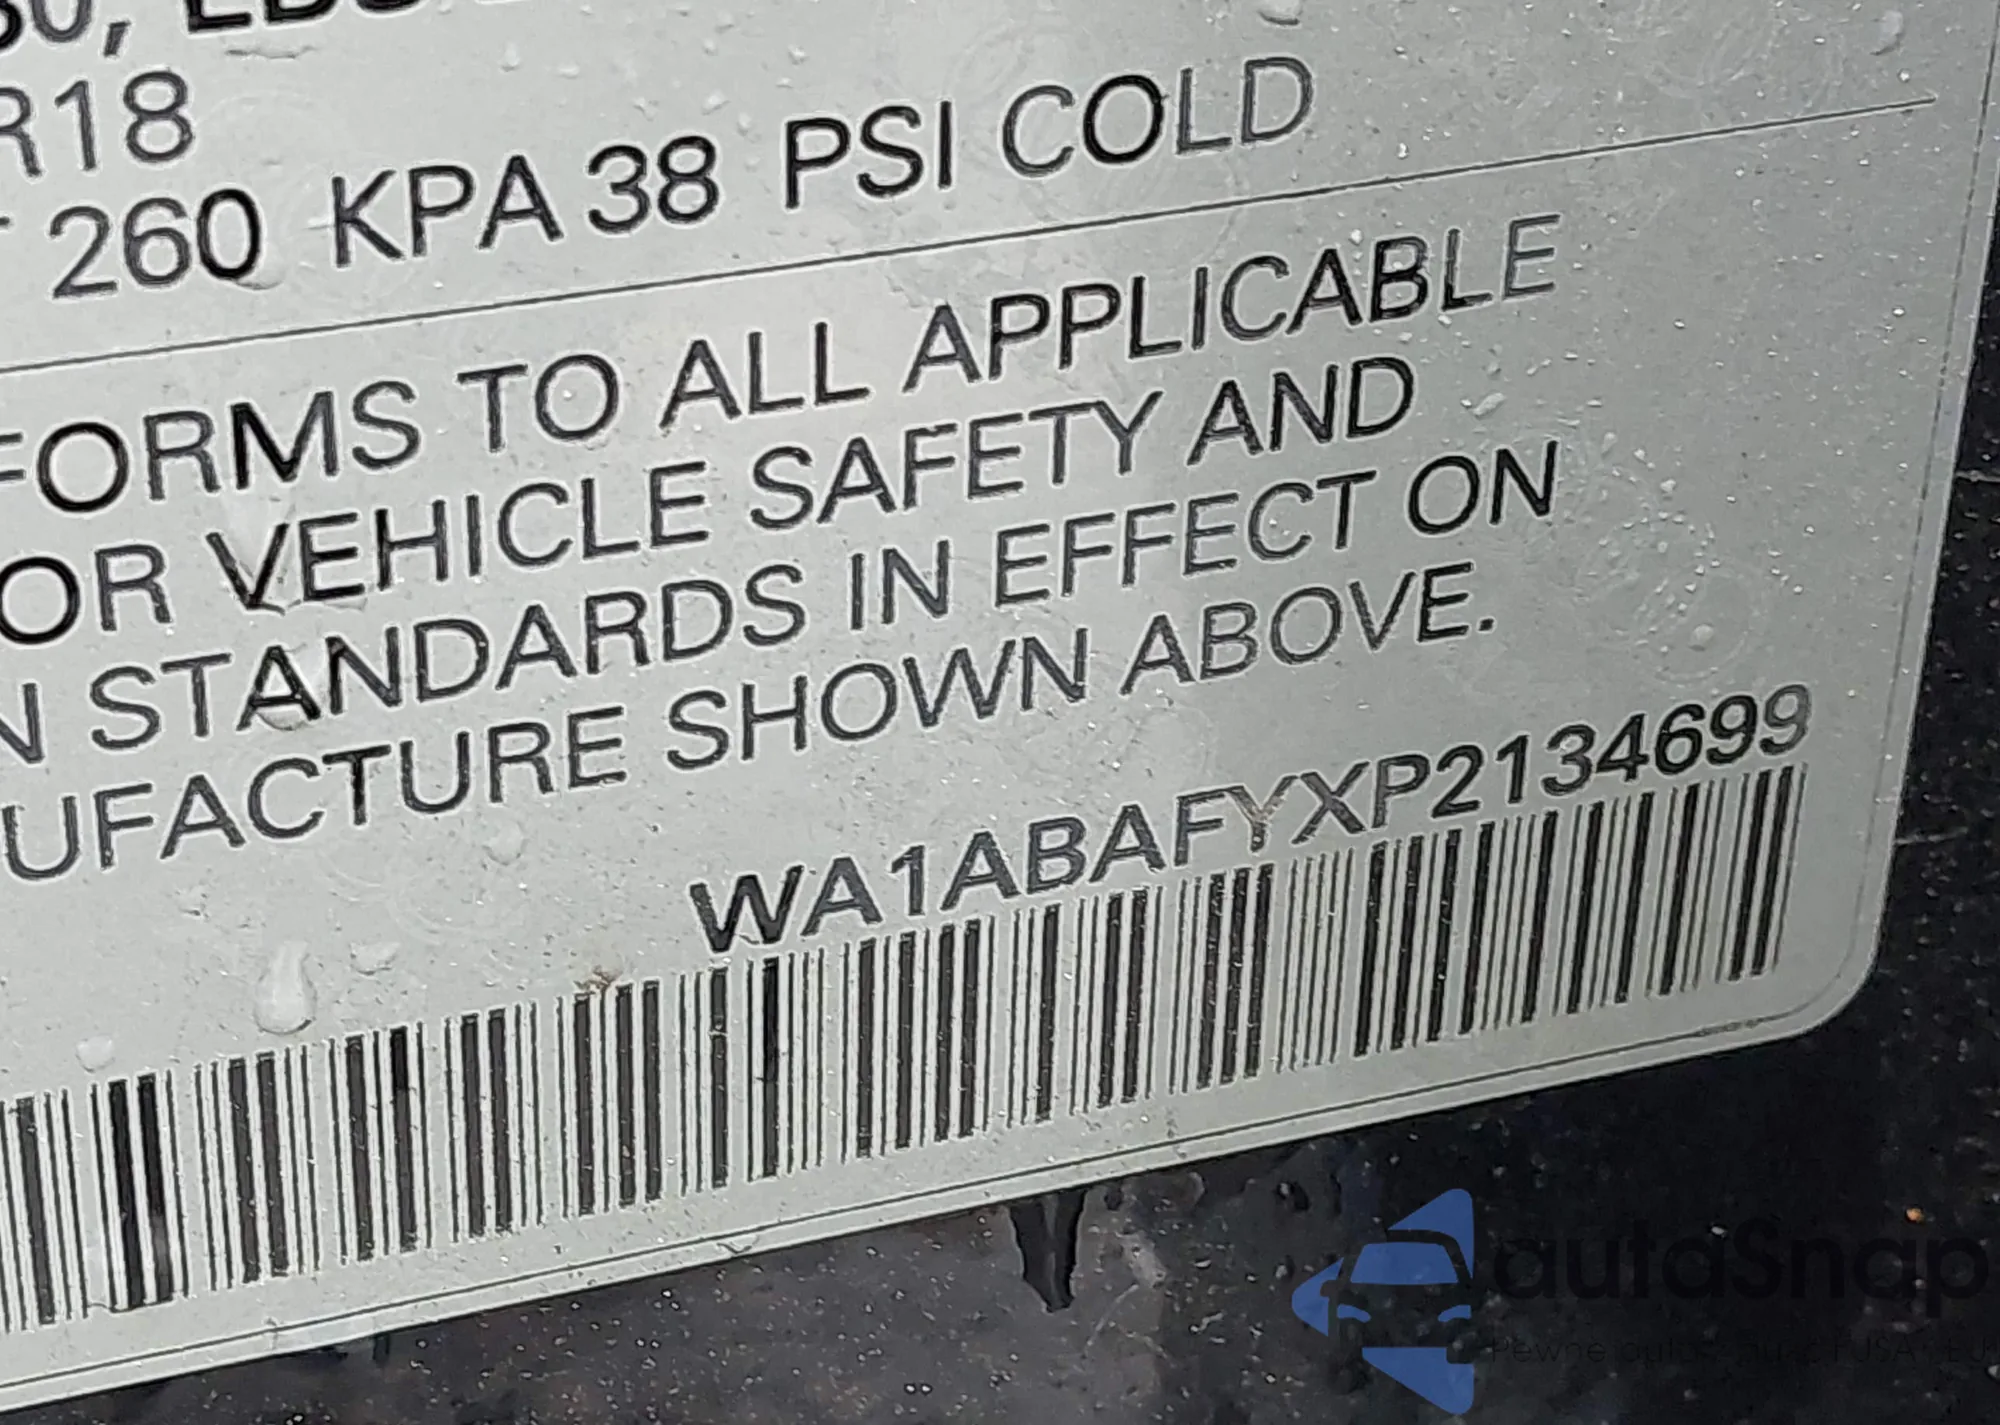 R18
260 KPA 38 PSI COLD
FORMS TO ALL APPLICABLE
OR VEHICLE SAFETY AND
N STANDARDS IN EFFECT ON
UFACTURE SHOWN ABOVE.
WA1ABAFYXP2134699
autoSnap